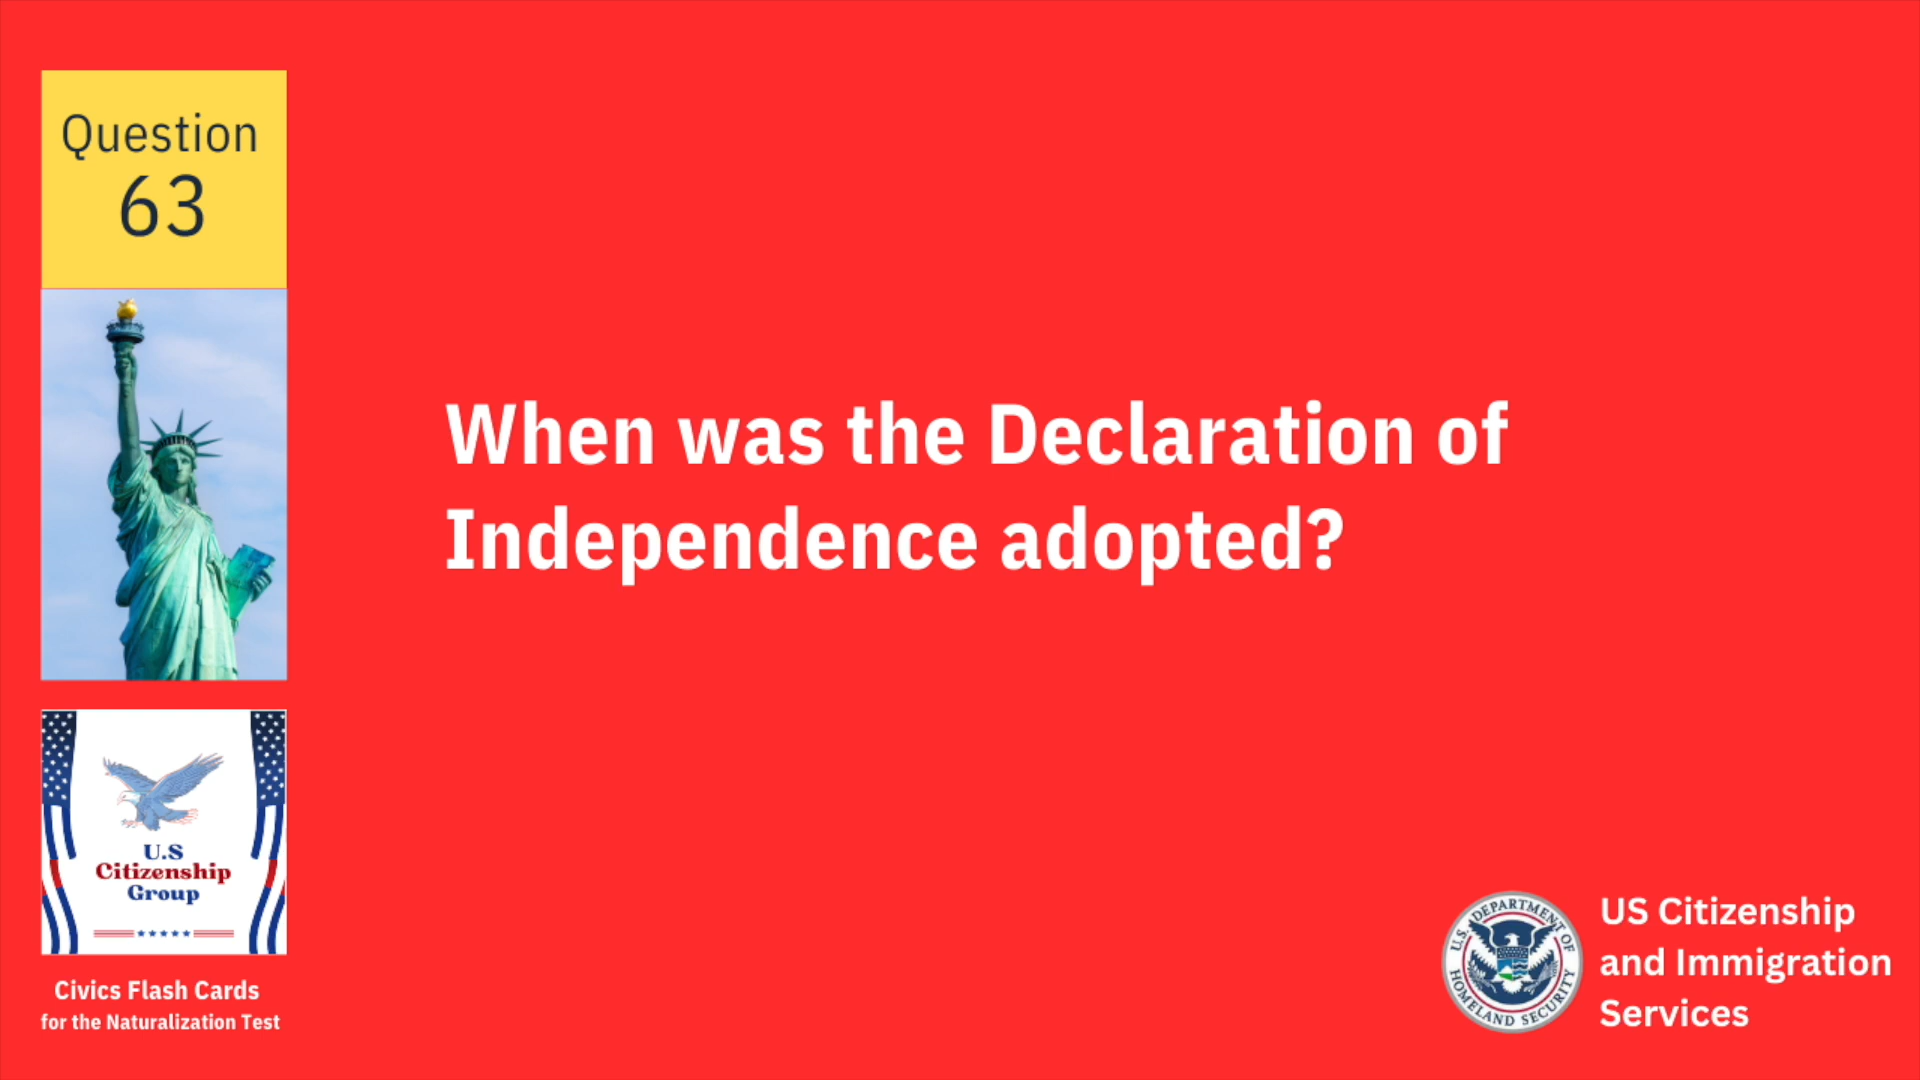 Question
63
When was the Declaration of
Independence adopted?
U.S
Citizenship
Group
Civics Flash Cards
for the Naturalization Test
U.S. DEPARTMENT OF
HOMELAND SECURITY
US Citizenship
and Immigration
Services